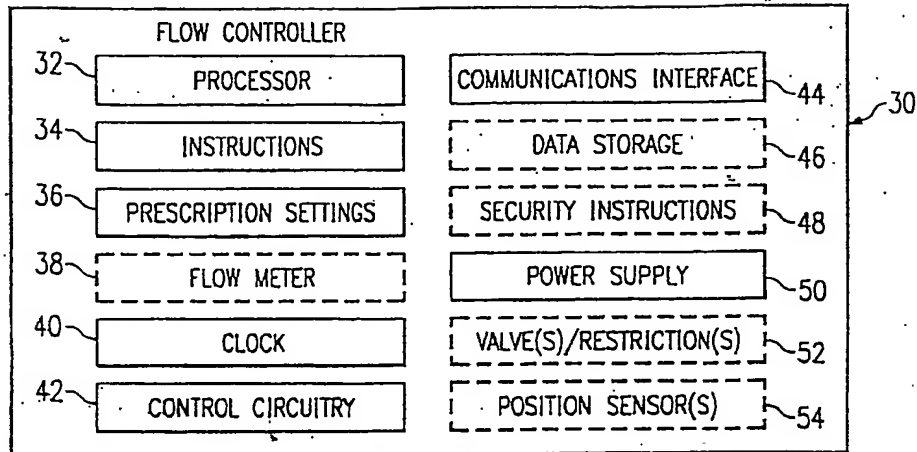 FLOW CONTROLLER
32
PROCESSOR
34
INSTRUCTIONS
36
PRESCRIPTION SETTINGS
38
FLOW METER
40
CLOCK
42
CONTROL CIRCUITRY
COMMUNICATIONS INTERFACE
44
30
DATA STORAGE
46
SECURITY INSTRUCTIONS
48
POWER SUPPLY
50
VALVE(S)/RESTRICTION(S)
52
POSITION SENSOR(S)
54